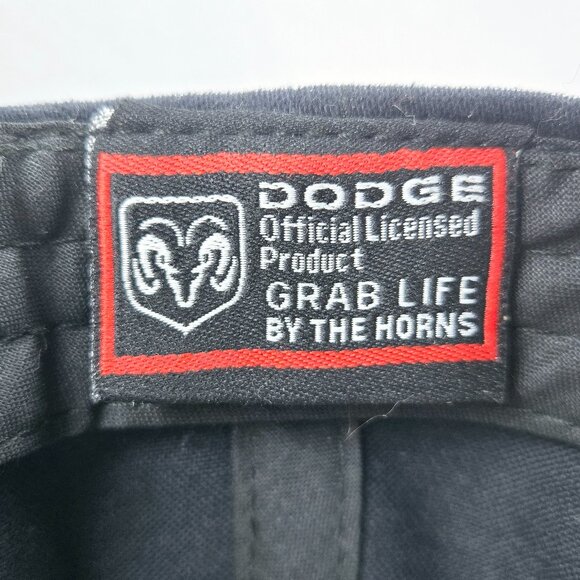 DODGE
Official Licensed
Product
GRAB LIFE
BY THE HORNS